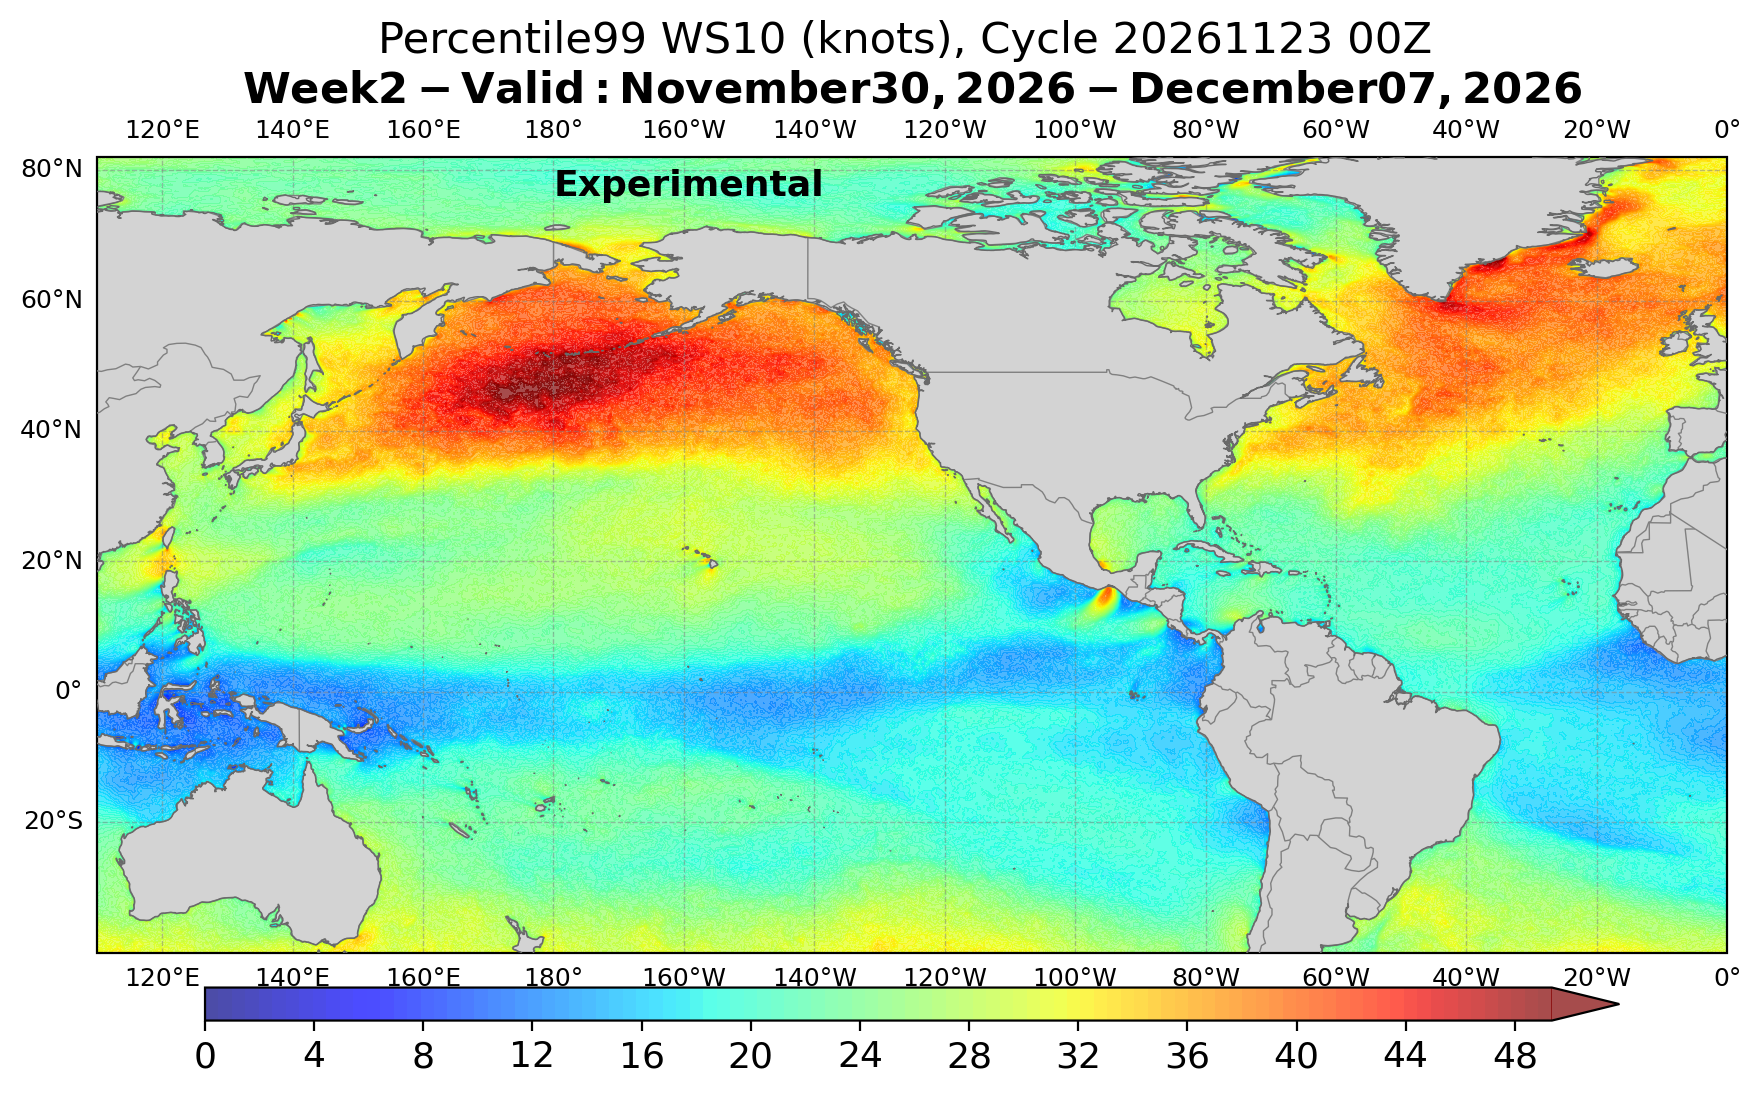 Percentile99 WS10 (knots), Cycle 20261123 00Z
Week2 − Valid : November30, 2026 − December07, 2026
120°E 140°E 160°E 180° 160°W 140°W 120°W 100°W 80°W 60°W 40°W 20°W 0°
80°N
Experimental
60°N
40°N
20°N
0°
20°S
120°E 140°E 160°E 180° 160°W 140°W 120°W 100°W 80°W 60°W 40°W 20°W 0°
0 4 8 12 16 20 24 28 32 36 40 44 48